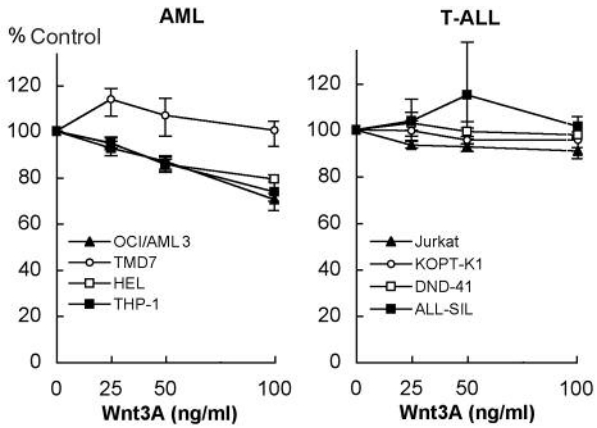 AML
% Control
120
100
80
60
40
20
0
OCI/AML3
TMD7
HEL
THP-1
0 25 50 100
Wnt3A (ng/ml)
T-ALL
120
100
80
60
40
20
0
Jurkat
KOPT-K1
DND-41
ALL-SIL
0 25 50 100
Wnt3A (ng/ml)